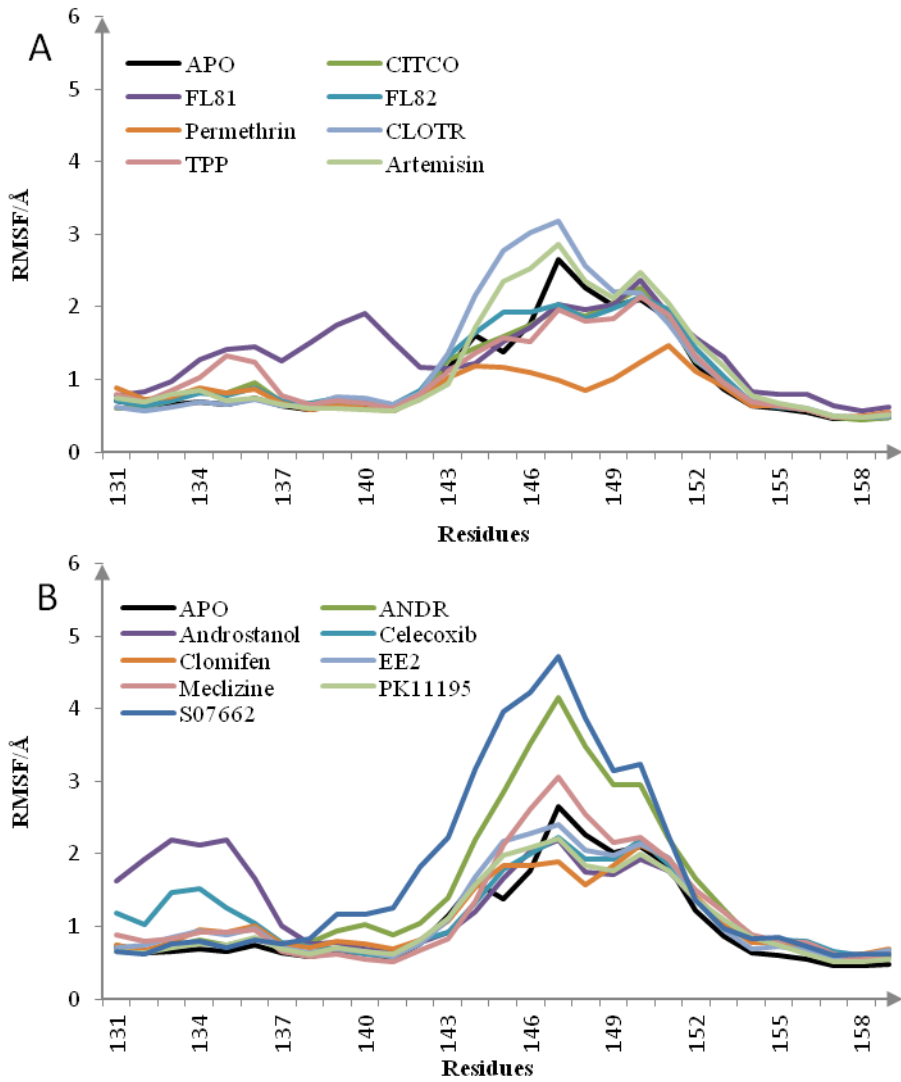 A
6
5
4
3
2
1
0
RMSF/Å
APO CITCO
FL81 FL82
Permethrin CLOTR
TPP Artemisin
131 134 137 140 143 146 149 152 155 158
Residues
B
6
5
4
3
2
1
0
RMSF/Å
APO ANDR
Androstanol Celecoxib
Clomifen EE2
Meclizine PK11195
S07662
131 134 137 140 143 146 149 152 155 158
Residues